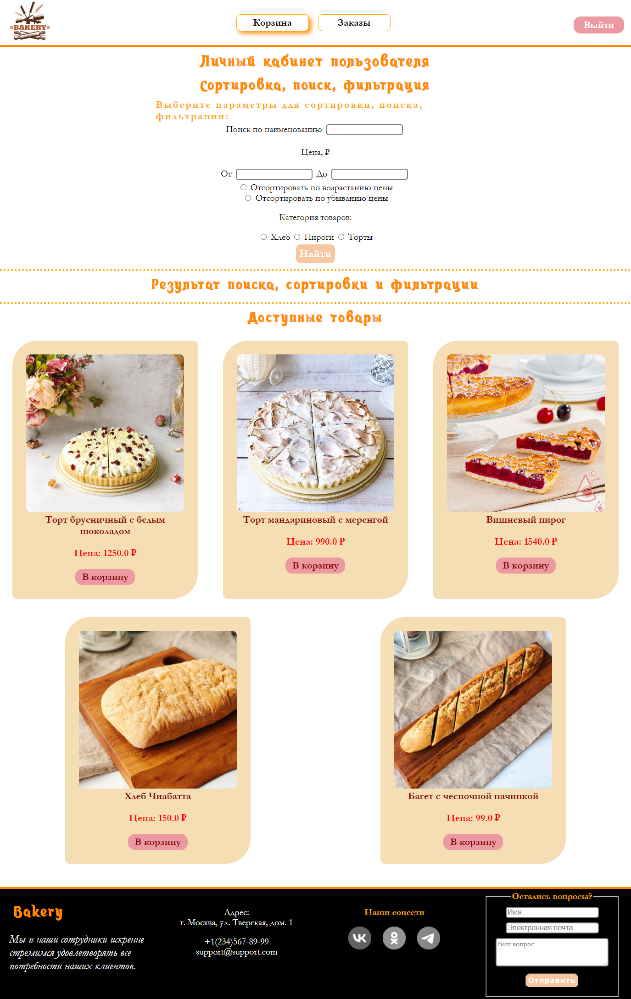 BAKERY
Корзина
Заказы
Выйти
Личный кабинет пользователя
Сортировка, поиск, фильтрация
Выберите параметры для сортировки, поиска,
фильтрации:
Поиск по наименованию
Цена, ₽
От До
Отсортировать по возрастанию цены
Отсортировать по убыванию цены
Категория товаров:
Хлеб Пироги Торты
Найти
Результат поиска, сортировки и фильтрации
Доступные товары
Торт брусничный с белым
шоколадом
Цена: 1250.0 ₽
В корзину
Торт мандариновый с меренгой
Цена: 990.0 ₽
В корзину
©
Вишневый пирог
Цена: 1540.0 ₽
В корзину
Хлеб Чиабатта
Цена: 150.0 ₽
В корзину
Багет с чесночной начинкой
Цена: 99.0 ₽
В корзину
Bakery
Мы и наши сотрудники искренне
стремимся удовлетворять все
потребности наших клиентов.
Адрес:
г. Москва, ул. Тверская, дом. 1
+1(234)567-89-99
support@support.com
Наши соцсети
Остались вопросы?
Имя
Электронная почта
Ваш вопрос
Отправить